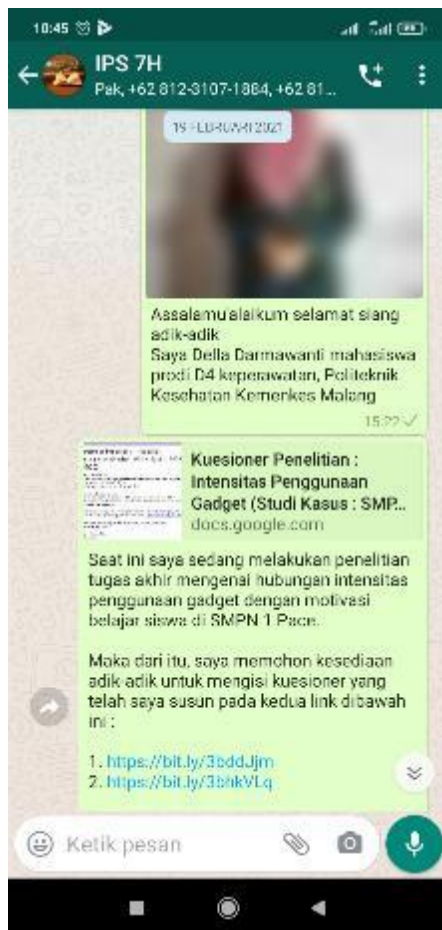 10:45
IPS 7H
Pak, +62 812-3107-1884, +62 81...
19 FEBRUARI 2021
Assalamualaikum selamat siang
adik-adik
Saya Della Darmawanti mahasiswa
prodi D4 keperawatan, Politeknik
Kesehatan Kemenkes Malang
15.22
Kuesioner Penelitian :
Intensitas Penggunaan
Gadget (Studi Kasus : SMP...
docs.google.com
Saat ini saya sedang melakukan penelitian
tugas akhir mengenai hubungan intensitas
penggunaan gadget dengan motivasi
belajar siswa di SMPN 1 Pace.
Maka dari itu, saya memohon kesediaan
adik-adik untuk mengisi kuesioner yang
telah saya susun pada kedua link dibawah
ini :
1. https://bit.ly/3bddJjm
2. https://bit.ly/3bhkVLq
Ketik pesan